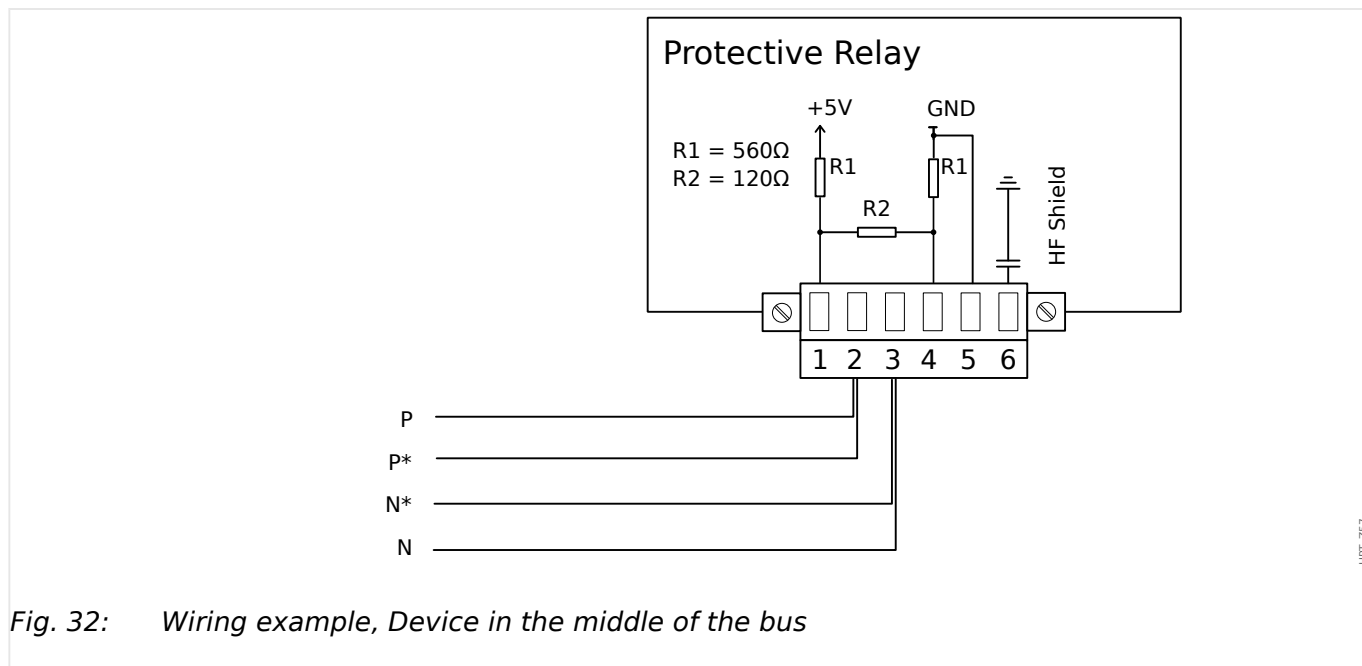 Protective Relay
+5V
GND
R1 = 560Ω
R2 = 120Ω
R1
R1
R2
HF Shield
1 2 3 4 5 6
P
P*
N*
N
Fig. 32: Wiring example, Device in the middle of the bus